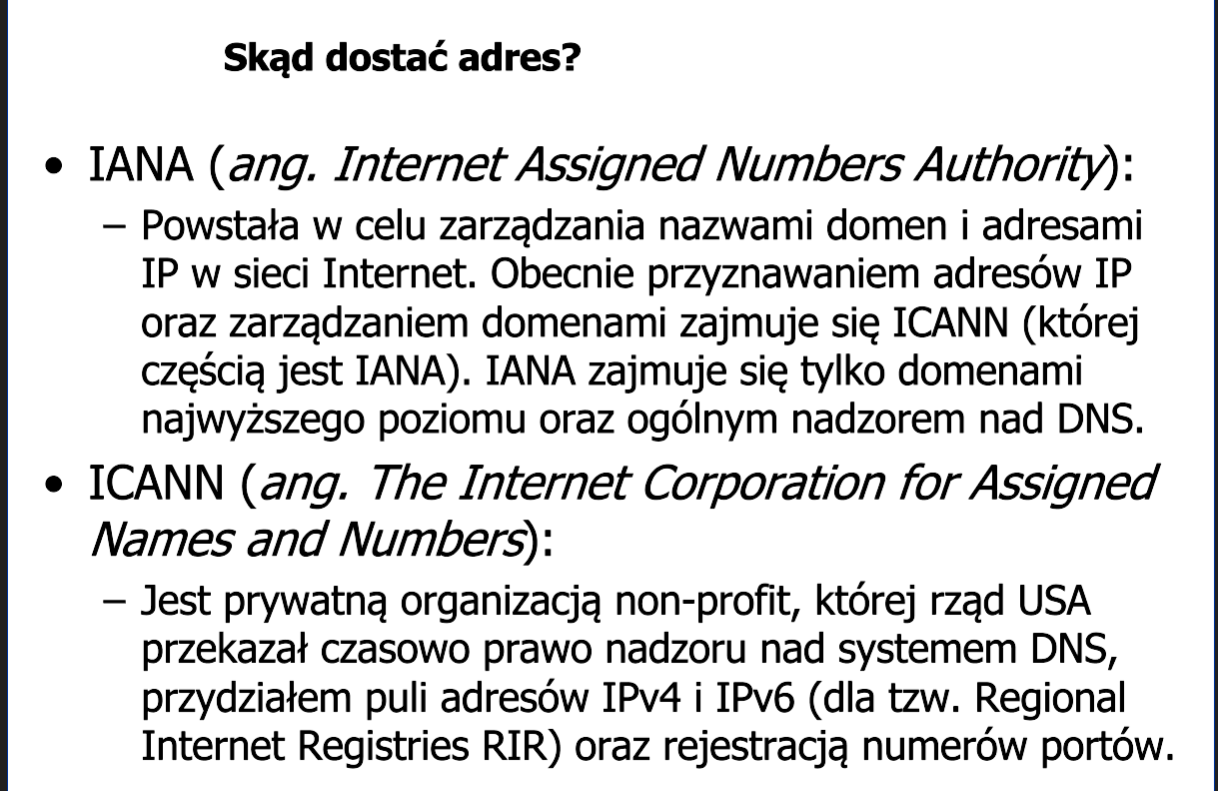 Skąd dostać adres?
• IANA (ang. Internet Assigned Numbers Authority):
– Powstała w celu zarządzania nazwami domen i adresami
IP w sieci Internet. Obecnie przyznawaniem adresów IP
oraz zarządzaniem domenami zajmuje się ICANN (której
częścią jest IANA). IANA zajmuje się tylko domenami
najwyższego poziomu oraz ogólnym nadzorem nad DNS.
• ICANN (ang. The Internet Corporation for Assigned
Names and Numbers):
– Jest prywatną organizacją non-profit, której rząd USA
przekazał czasowo prawo nadzoru nad systemem DNS,
przydziałem puli adresów IPv4 i IPv6 (dla tzw. Regional
Internet Registries RIR) oraz rejestracją numerów portów.